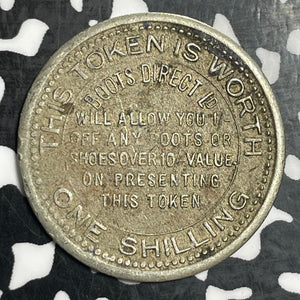 THIS TOKEN IS WORTH
BOOTS DIRECT Ld
WILL ALLOW YOU 1/-
OFF ANY BOOTS OR
SHOES OVER 10/- VALUE
ON PRESENTING
THIS TOKEN
ONE SHILLING